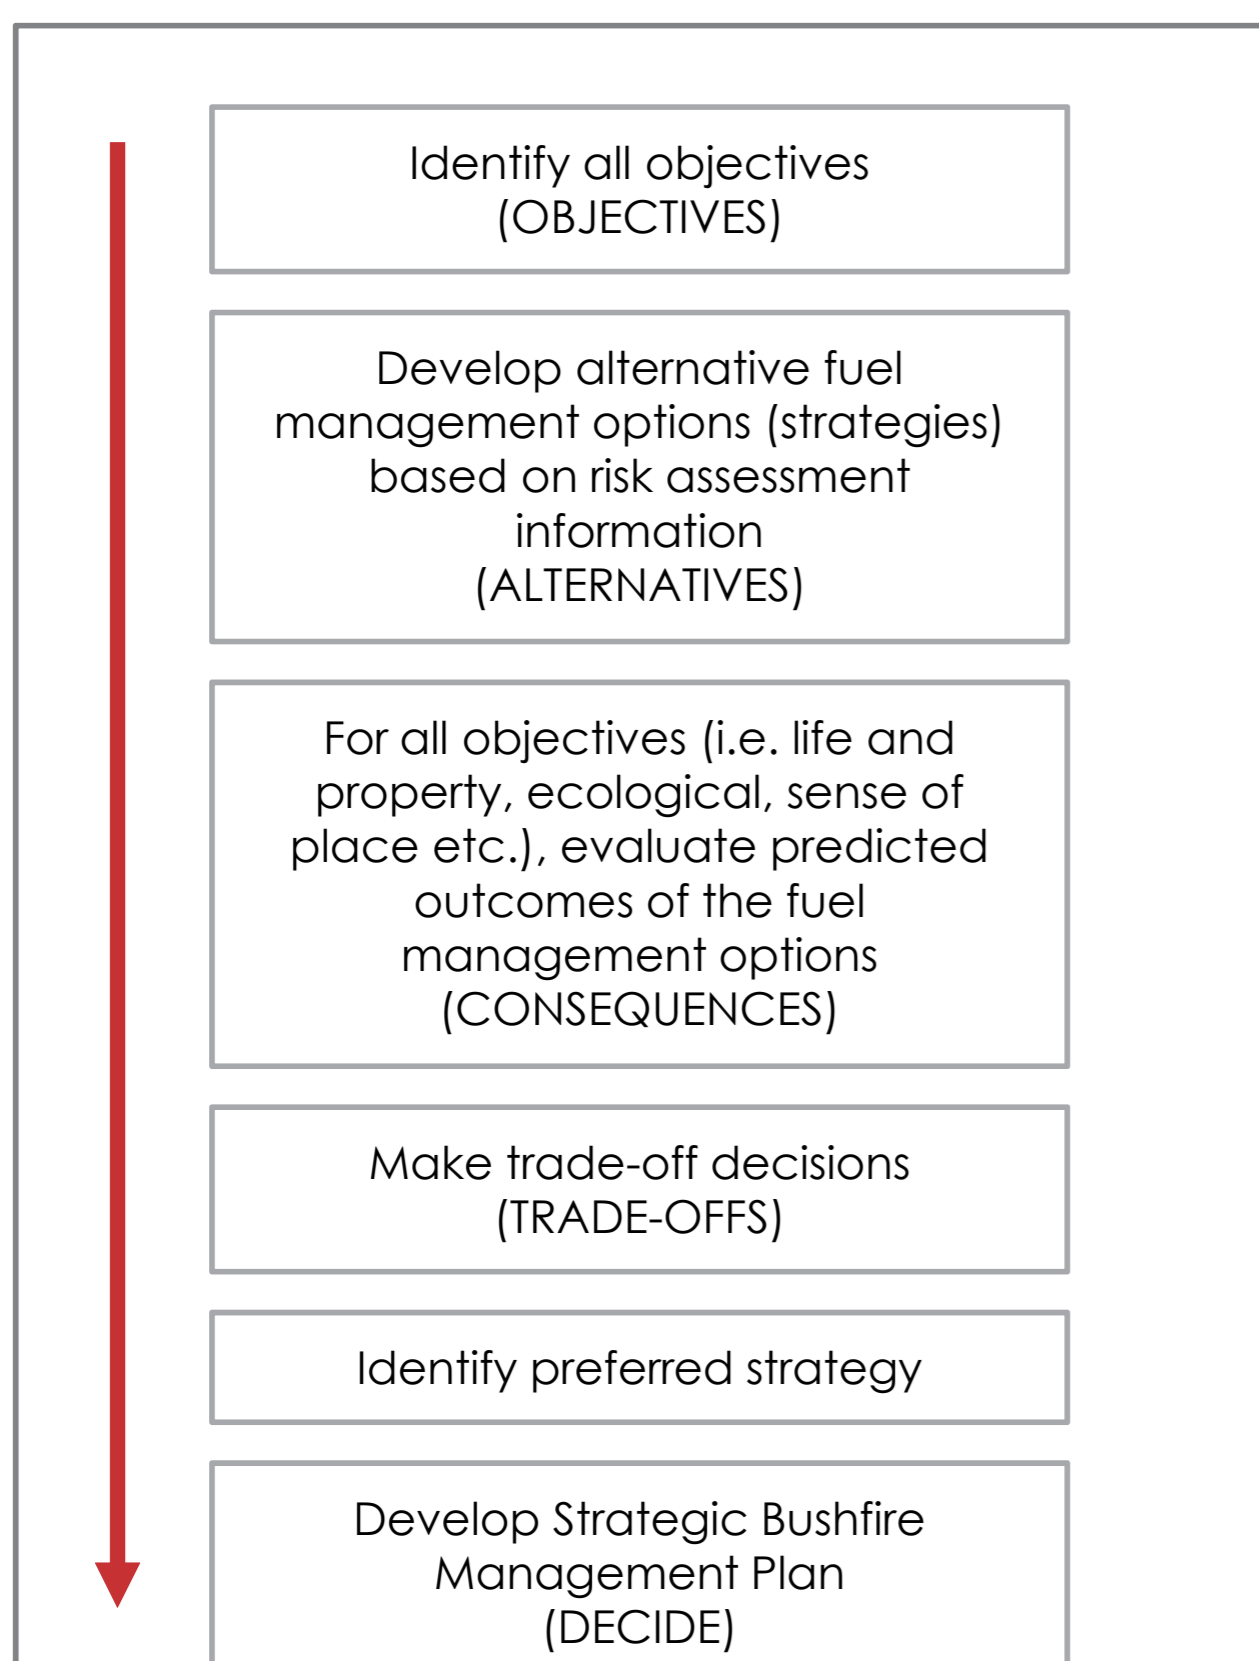 Identify all objectives
(OBJECTIVES)
Develop alternative fuel
management options (strategies)
based on risk assessment
information
(ALTERNATIVES)
For all objectives (i.e. life and
property, ecological, sense of
place etc.), evaluate predicted
outcomes of the fuel
management options
(CONSEQUENCES)
Make trade-off decisions
(TRADE-OFFS)
Identify preferred strategy
Develop Strategic Bushfire
Management Plan
(DECIDE)